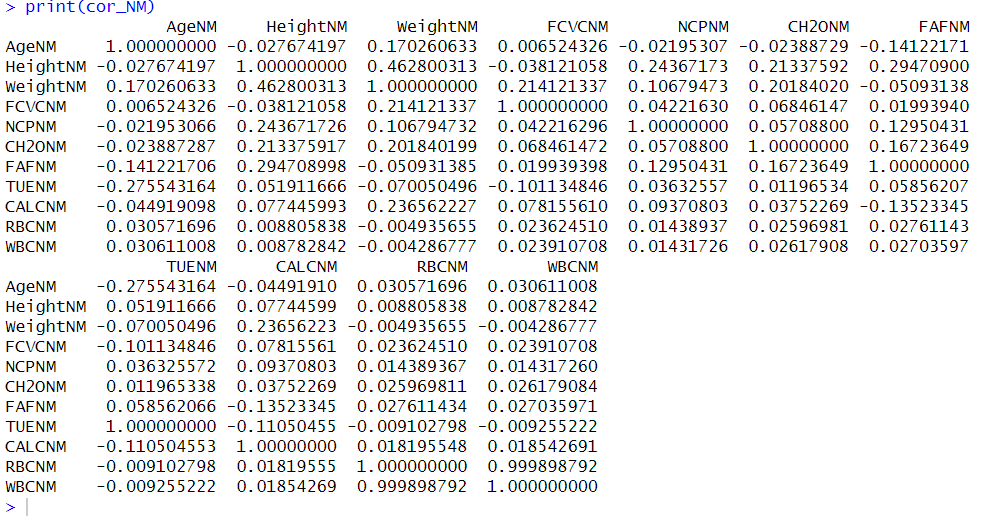 > print(cor_NM)
AgeNM HeightNM WeightNM FCVCNM NCPNM CH2ONM FAFNM
AgeNM 1.000000000 -0.027674197 0.170260633 0.006524326 -0.02195307 -0.02388729 -0.14122171
HeightNM -0.027674197 1.000000000 0.462800313 -0.038121058 0.24367173 0.21337592 0.29470900
WeightNM 0.170260633 0.462800313 1.000000000 0.214121337 0.10679473 0.20184020 -0.05093138
FCVCNM 0.006524326 -0.038121058 0.214121337 1.000000000 0.04221630 0.06846147 0.01993940
NCPNM -0.021953066 0.243671726 0.106794732 0.042216296 1.00000000 0.05708800 0.12950431
CH2ONM -0.023887287 0.213375917 0.201840199 0.068461472 0.05708800 1.00000000 0.16723649
FAFNM -0.141221706 0.294708998 -0.050931385 0.019939398 0.12950431 0.16723649 1.00000000
TUENM -0.275543164 0.051911666 -0.070050496 -0.101134846 0.03632557 0.01196534 0.05856207
CALCNM -0.044919098 0.077445993 0.236562227 0.078155610 0.09370803 0.03752269 -0.13523345
RBCNM 0.030571696 0.008805838 -0.004935655 0.023624510 0.01438937 0.02596981 0.02761143
WBCNM 0.030611008 0.008782842 -0.004286777 0.023910708 0.01431726 0.02617908 0.02703597
TUENM CALCNM RBCNM WBCNM
AgeNM -0.275543164 -0.04491910 0.030571696 0.030611008
HeightNM 0.051911666 0.07744599 0.008805838 0.008782842
WeightNM -0.070050496 0.23656223 -0.004935655 -0.004286777
FCVCNM -0.101134846 0.07815561 0.023624510 0.023910708
NCPNM 0.036325572 0.09370803 0.014389367 0.014317260
CH2ONM 0.011965338 0.03752269 0.025969811 0.026179084
FAFNM 0.058562066 -0.13523345 0.027611434 0.027035971
TUENM 1.000000000 -0.11050455 -0.009102798 -0.009255222
CALCNM -0.110504553 1.00000000 0.018195548 0.018542691
RBCNM -0.009102798 0.01819555 1.000000000 0.999898792
WBCNM -0.009255222 0.01854269 0.999898792 1.000000000
>